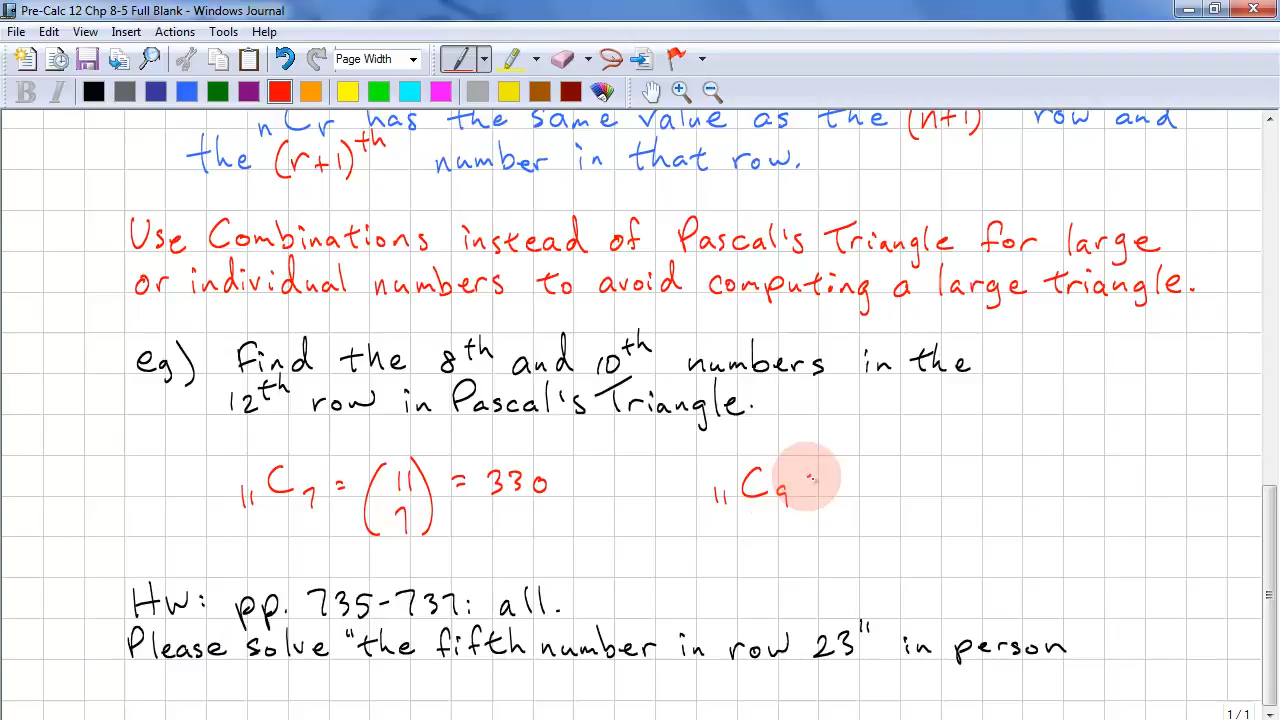 Pre-Calc 12 Chp 8-5 Full Blank - Windows Journal
File Edit View Insert Actions Tools Help
Page Width
B I
nCr has the same value as the (n+1) row and
the (r+1)th number in that row.
Use Combinations instead of Pascal's Triangle for large
or individual numbers to avoid computing a large triangle.
eg) Find the 8th and 10th numbers in the
12th row in Pascal's Triangle.
11C7 = (11 7) = 330 11C9
HW: pp. 735-737: all.
Please solve "the fifth number in row 23" in person
1/1